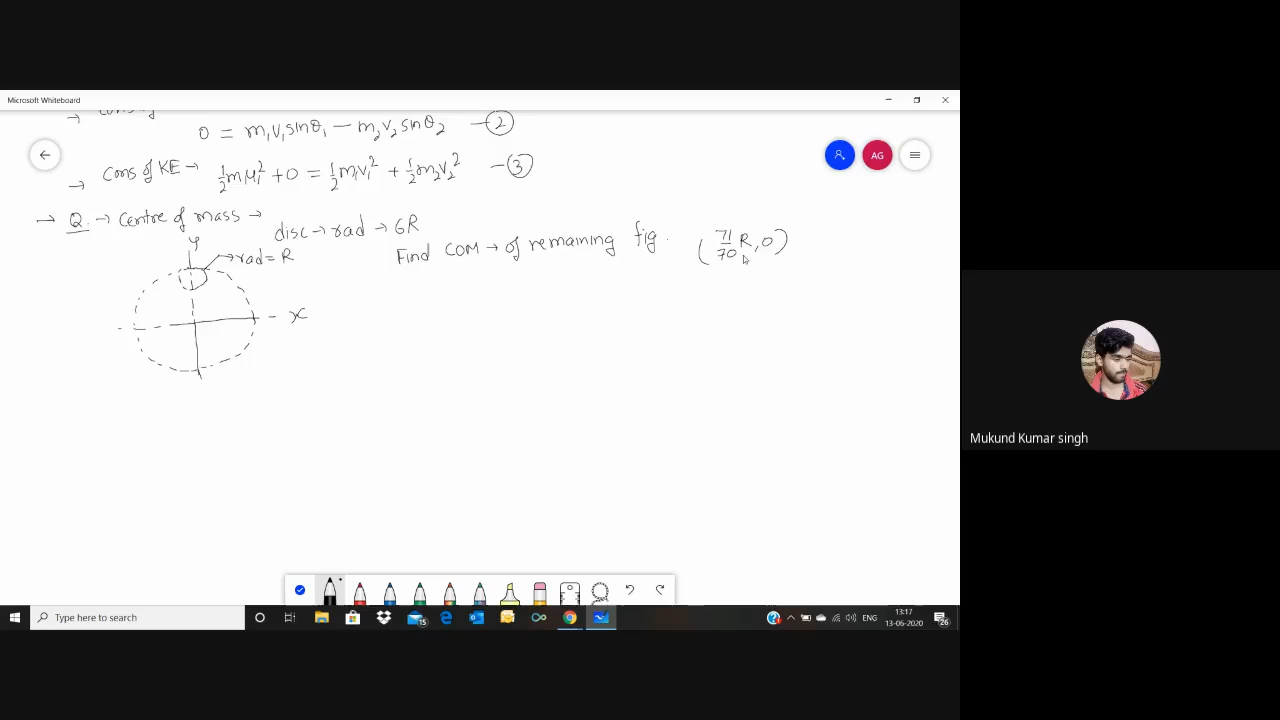 Microsoft Whiteboard
→
0 = m₁v₁sinθ₁ − m₂v₂sinθ₂ —②
AG
→ Cons of KE → ½m₁u₁² + 0 = ½m₁v₁² + ½m₂v₂² —③
→ Q. → Centre of mass →
disc → rad → 6R
y
→ rad = R
Find COM → of remaining fig.
(71/70 R, 0)
x
Mukund Kumar singh
Type here to search
15
ENG
13:17
13-06-2020
26